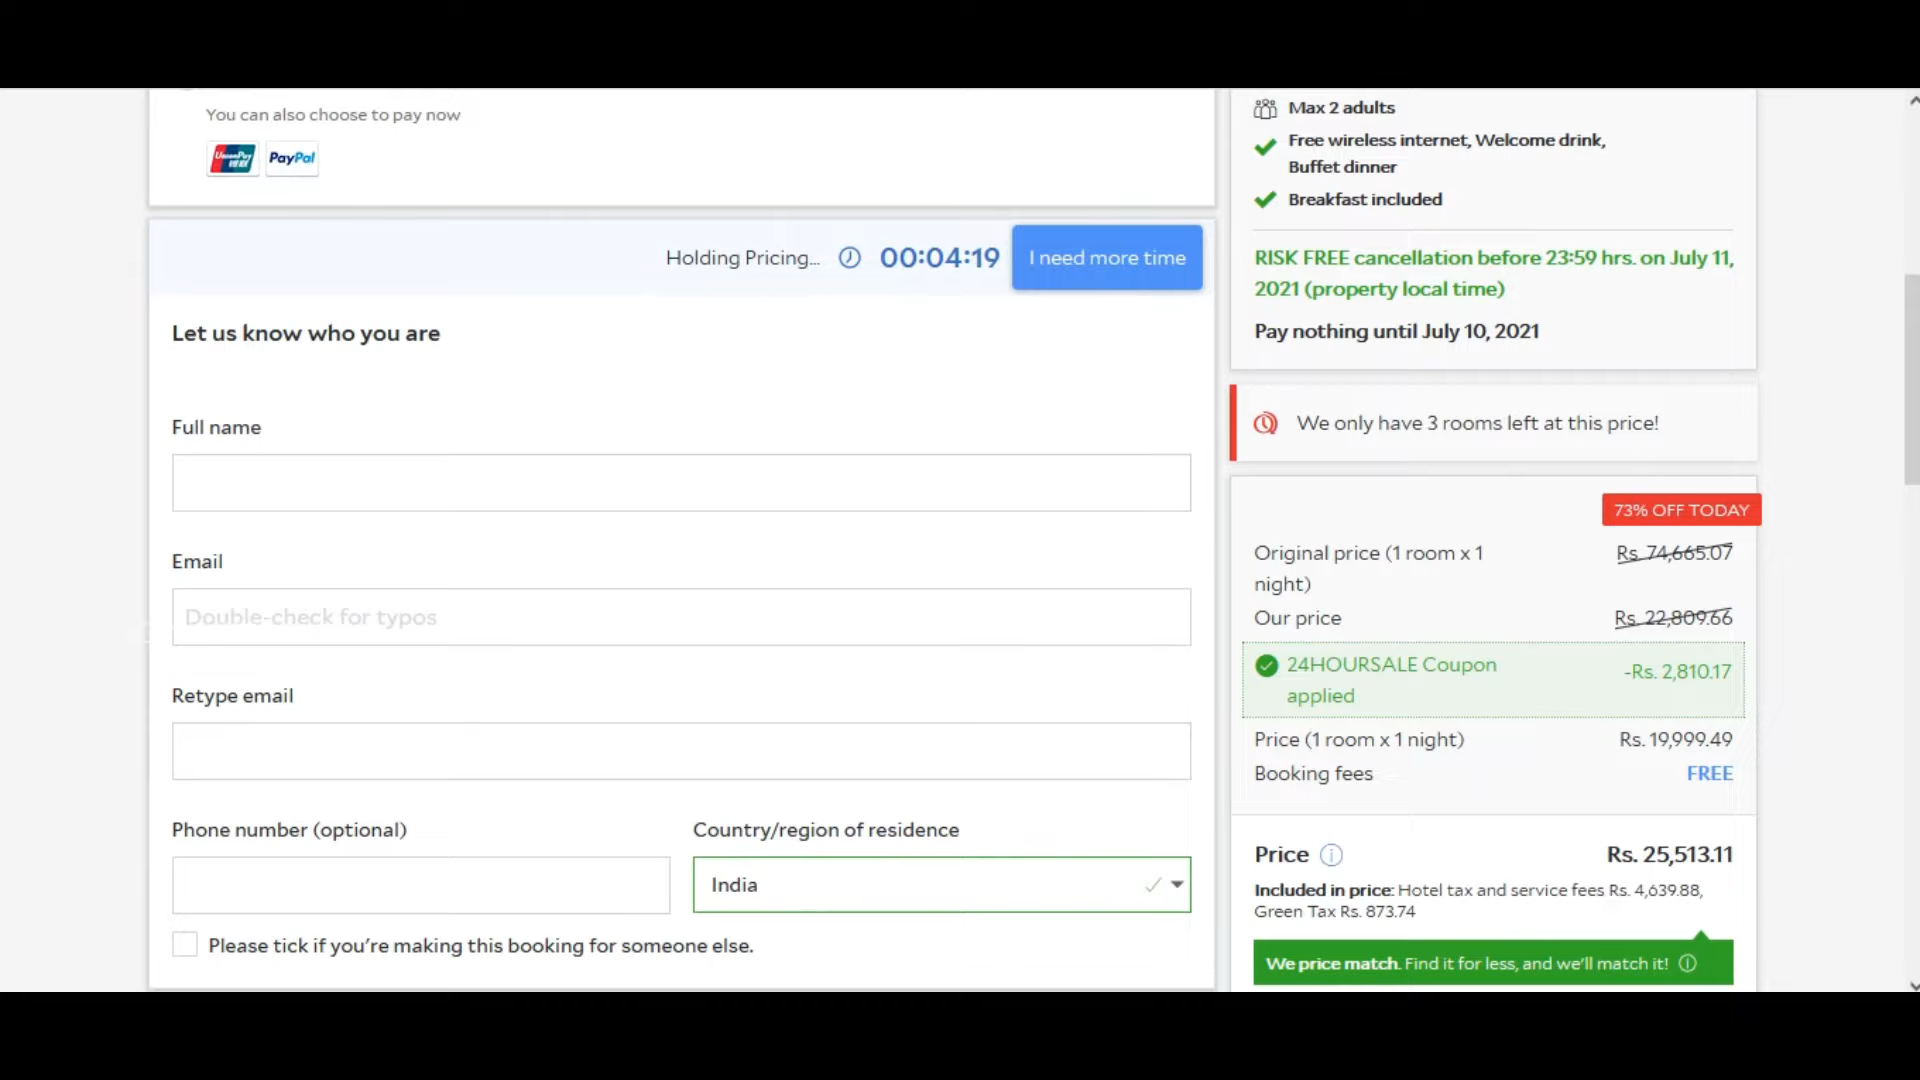 You can also choose to pay now
UnionPay
银联
PayPal
Holding Pricing...
00:04:19
I need more time
Let us know who you are
Full name
Email
Double-check for typos
Retype email
Phone number (optional)
Country/region of residence
India
Please tick if you're making this booking for someone else.
Max 2 adults
Free wireless internet, Welcome drink,
Buffet dinner
Breakfast included
RISK FREE cancellation before 23:59 hrs. on July 11,
2021 (property local time)
Pay nothing until July 10, 2021
We only have 3 rooms left at this price!
73% OFF TODAY
Original price (1 room x 1 Rs. 74,665.07
night)
Our price Rs. 22,809.66
24HOURSALE Coupon -Rs. 2,810.17
applied
Price (1 room x 1 night) Rs. 19,999.49
Booking fees FREE
Price Rs. 25,513.11
Included in price: Hotel tax and service fees Rs. 4,639.88,
Green Tax Rs. 873.74
We price match. Find it for less, and we'll match it!